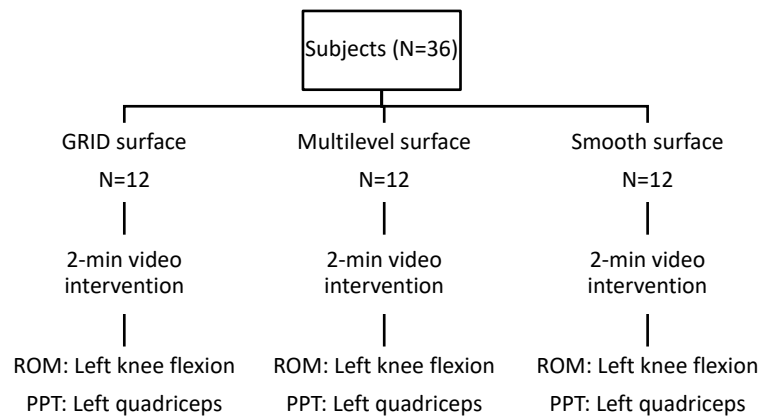 Subjects (N=36)
GRID surface
N=12
Multilevel surface
N=12
Smooth surface
N=12
2-min video
intervention
2-min video
intervention
2-min video
intervention
ROM: Left knee flexion
PPT: Left quadriceps
ROM: Left knee flexion
PPT: Left quadriceps
ROM: Left knee flexion
PPT: Left quadriceps